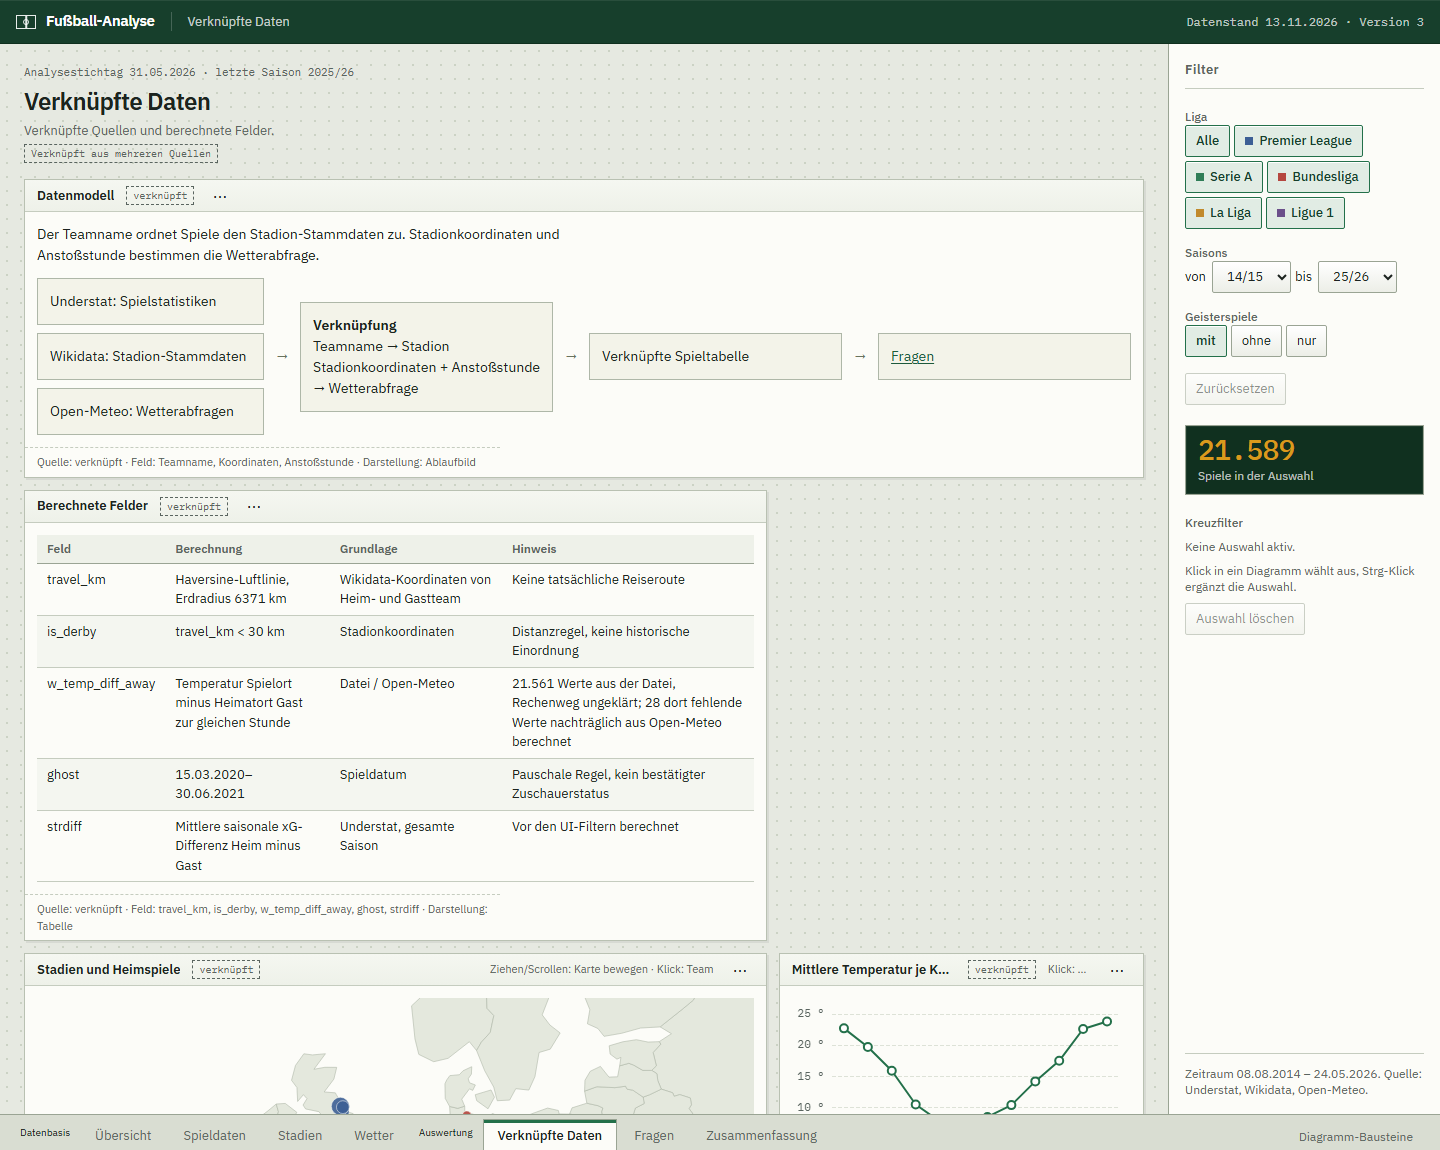 Fußball-Analyse
Verknüpfte Daten
Datenstand 13.11.2026 · Version 3
Analysestichtag 31.05.2026 · letzte Saison 2025/26
Verknüpfte Daten
Verknüpfte Quellen und berechnete Felder.
Verknüpft aus mehreren Quellen
Datenmodell verknüpft ...
Der Teamname ordnet Spiele den Stadion-Stammdaten zu. Stadionkoordinaten und
Anstoßstunde bestimmen die Wetterabfrage.
Understat: Spielstatistiken
Wikidata: Stadion-Stammdaten
Open-Meteo: Wetterabfragen
→
Verknüpfung
Teamname → Stadion
Stadionkoordinaten + Anstoßstunde
→ Wetterabfrage
→
Verknüpfte Spieltabelle
→
Fragen
Quelle: verknüpft · Feld: Teamname, Koordinaten, Anstoßstunde · Darstellung: Ablaufbild
Berechnete Felder verknüpft ...
Feld Berechnung Grundlage Hinweis
travel_km
Haversine-Luftlinie,
Erdradius 6371 km
Wikidata-Koordinaten von
Heim- und Gastteam
Keine tatsächliche Reiseroute
is_derby
travel_km < 30 km
Stadionkoordinaten
Distanzregel, keine historische
Einordnung
w_temp_diff_away
Temperatur Spielort
minus Heimatort Gast
zur gleichen Stunde
Datei / Open-Meteo
21.561 Werte aus der Datei,
Rechenweg ungeklärt; 28 dort fehlende
Werte nachträglich aus Open-Meteo
berechnet
ghost
15.03.2020–
30.06.2021
Spieldatum
Pauschale Regel, kein bestätigter
Zuschauerstatus
strdiff
Mittlere saisonale xG-
Differenz Heim minus
Gast
Understat, gesamte
Saison
Vor den UI-Filtern berechnet
Quelle: verknüpft · Feld: travel_km, is_derby, w_temp_diff_away, ghost, strdiff · Darstellung:
Tabelle
Stadien und Heimspiele verknüpft Ziehen/Scrollen: Karte bewegen · Klick: Team ...
Mittlere Temperatur je K... verknüpft Klick: ... ...
25 °
20 °
15 °
10 °
Filter
Liga
Alle Premier League
Serie A Bundesliga
La Liga Ligue 1
Saisons
von 14/15 bis 25/26
Geisterspiele
mit ohne nur
Zurücksetzen
21.589
Spiele in der Auswahl
Kreuzfilter
Keine Auswahl aktiv.
Klick in ein Diagramm wählt aus, Strg-Klick
ergänzt die Auswahl.
Auswahl löschen
Zeitraum 08.08.2014 – 24.05.2026. Quelle:
Understat, Wikidata, Open-Meteo.
Datenbasis Übersicht Spieldaten Stadien Wetter Auswertung Verknüpfte Daten Fragen Zusammenfassung Diagramm-Bausteine